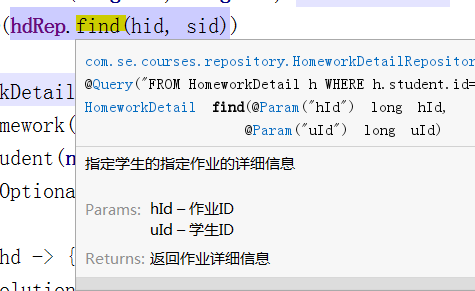 (hdRep.find(hid, sid))
com.se.courses.repository.HomeworkDetailRepositor
@Query("FROM HomeworkDetail h WHERE h.student.id=
kDetail
HomeworkDetail find(@Param("hId") long hId,
mework(
@Param("uId") long uId)
udent(n
指定学生的指定作业的详细信息
Optiona
Params: hId – 作业ID
uId – 学生ID
hd -> {
Returns: 返回作业详细信息
olution